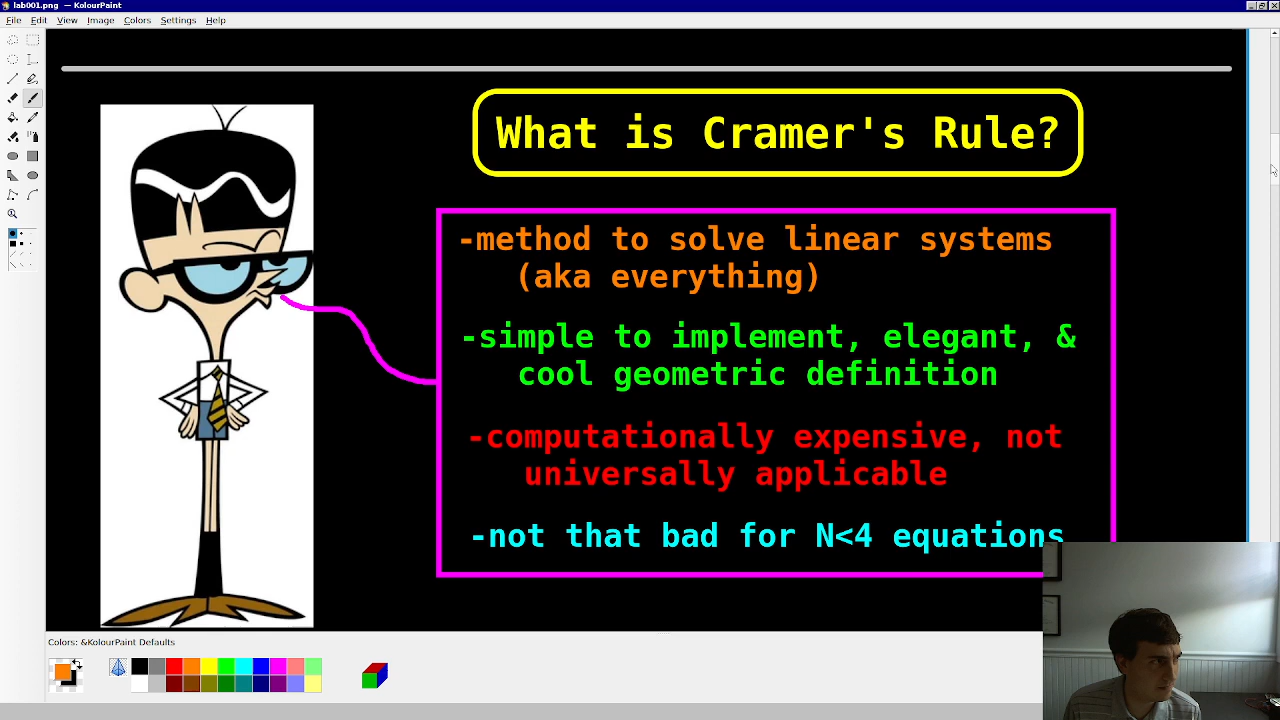 lab001.png — KolourPaint
File Edit View Image Colors Settings Help
What is Cramer's Rule?
-method to solve linear systems
(aka everything)
-simple to implement, elegant, &
cool geometric definition
-computationally expensive, not
universally applicable
-not that bad for N<4 equations
Colors: &KolourPaint Defaults